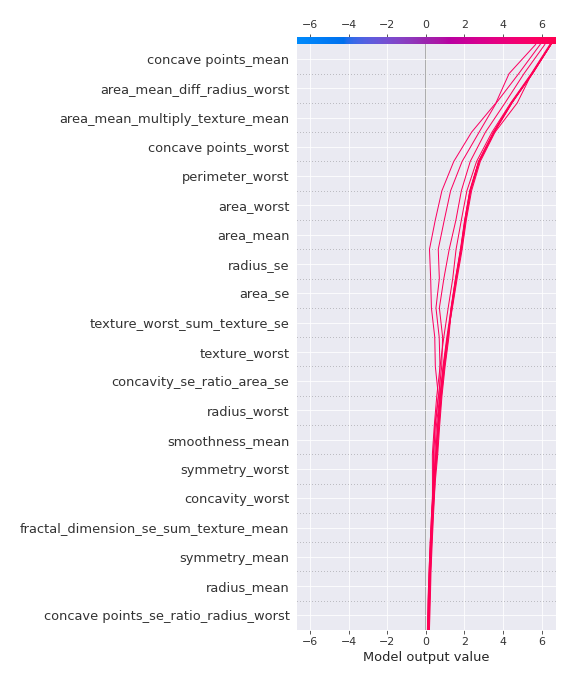 −6 −4 −2 0 2 4 6
concave points_mean
area_mean_diff_radius_worst
area_mean_multiply_texture_mean
concave points_worst
perimeter_worst
area_worst
area_mean
radius_se
area_se
texture_worst_sum_texture_se
texture_worst
concavity_se_ratio_area_se
radius_worst
smoothness_mean
symmetry_worst
concavity_worst
fractal_dimension_se_sum_texture_mean
symmetry_mean
radius_mean
concave points_se_ratio_radius_worst
−6 −4 −2 0 2 4 6
Model output value